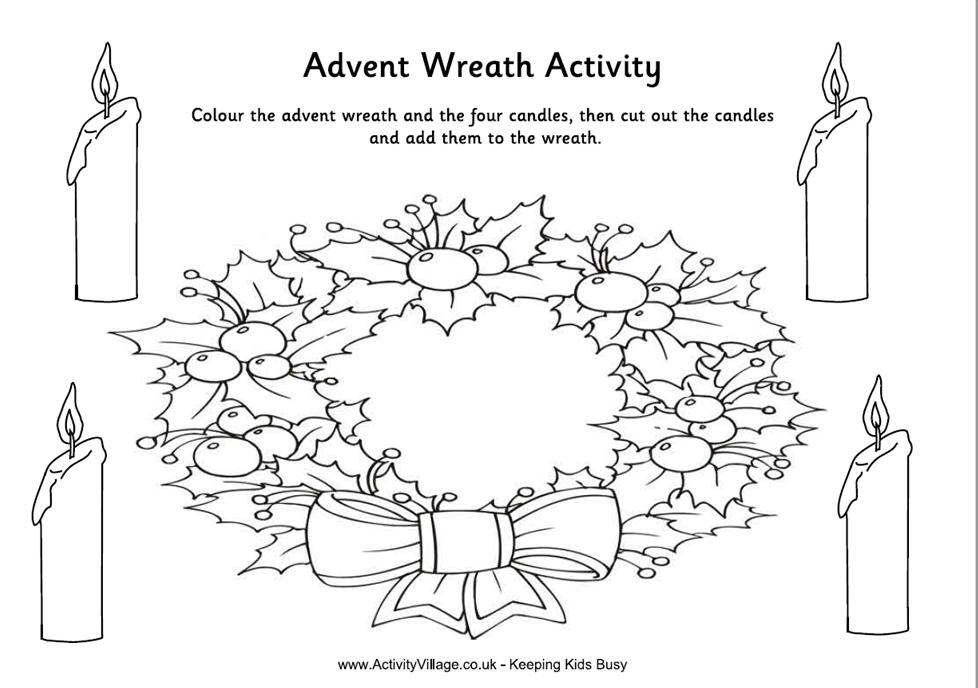 Advent Wreath Activity
Colour the advent wreath and the four candles, then cut out the candles
and add them to the wreath.
www.ActivityVillage.co.uk - Keeping Kids Busy